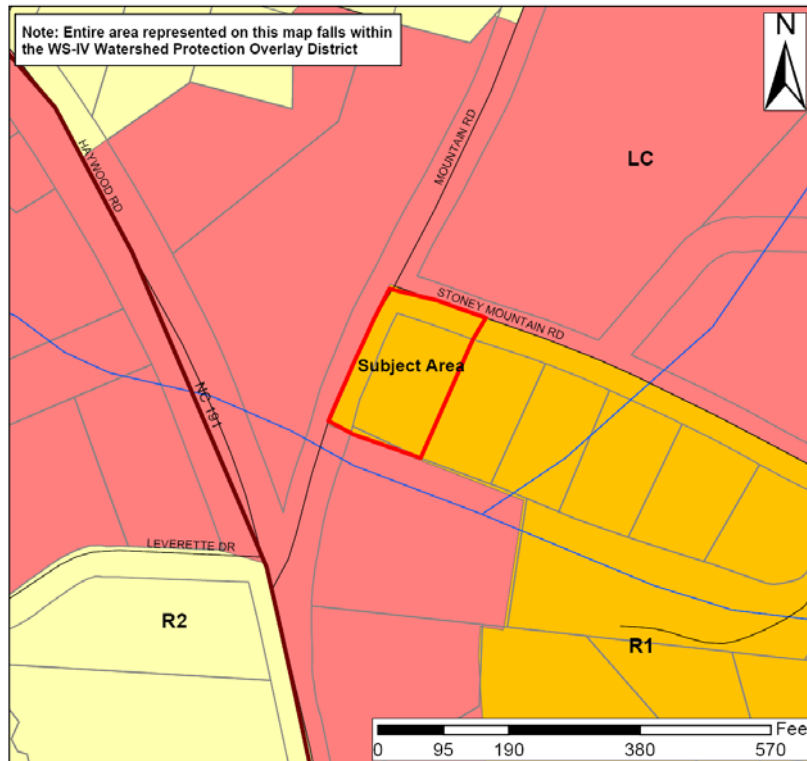 Note: Entire area represented on this map falls within
the WS-IV Watershed Protection Overlay District
N
HAYWOOD RD
MOUNTAIN RD
LC
STONEY MOUNTAIN RD
Subject Area
NC 191
LEVERETTE DR
R2
R1
Fee
0 95 190 380 570